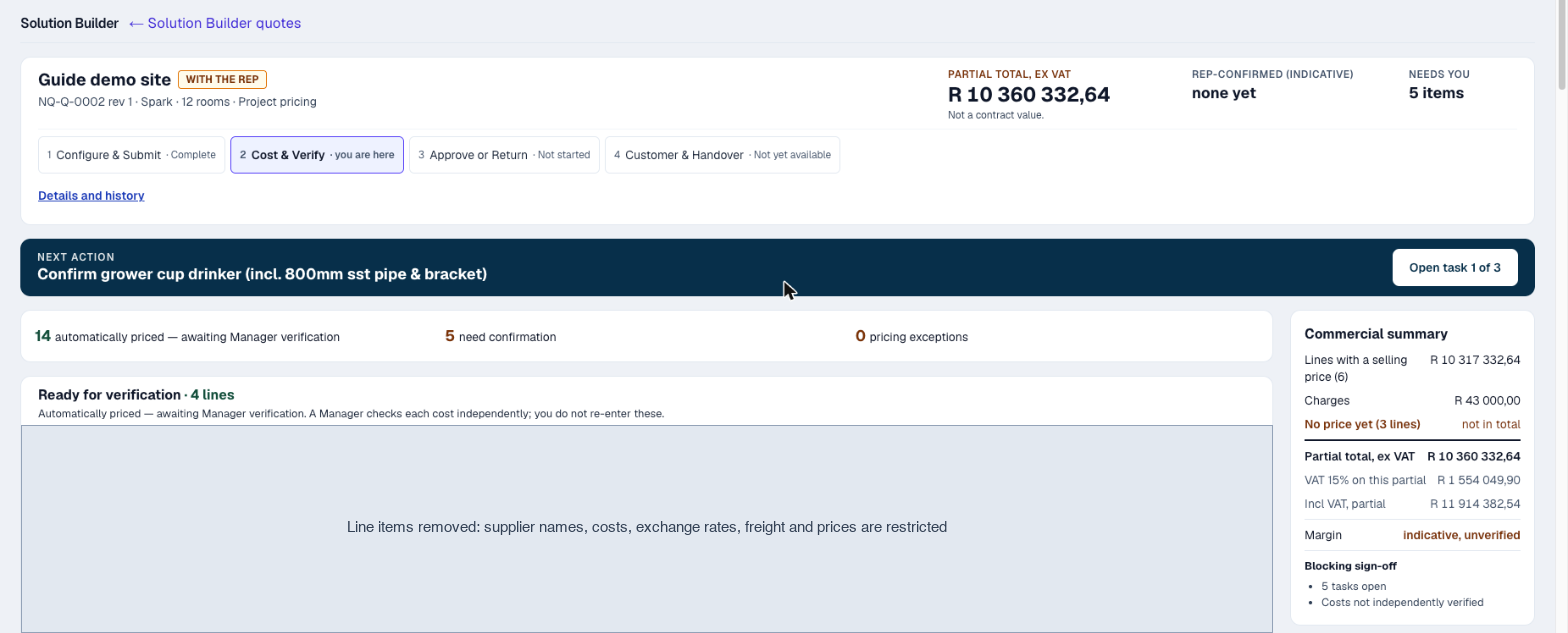 Solution Builder ← Solution Builder quotes
Guide demo site WITH THE REP
NQ-Q-0002 rev 1 · Spark · 12 rooms · Project pricing
PARTIAL TOTAL, EX VAT
R 10 360 332,64
Not a contract value.
REP-CONFIRMED (INDICATIVE)
none yet
NEEDS YOU
5 items
1 Configure & Submit · Complete
2 Cost & Verify · you are here
3 Approve or Return · Not started
4 Customer & Handover · Not yet available
Details and history
NEXT ACTION
Confirm grower cup drinker (incl. 800mm sst pipe & bracket)
Open task 1 of 3
14 automatically priced — awaiting Manager verification
5 need confirmation
0 pricing exceptions
Ready for verification · 4 lines
Automatically priced — awaiting Manager verification. A Manager checks each cost independently; you do not re-enter these.
Line items removed: supplier names, costs, exchange rates, freight and prices are restricted
Commercial summary
Lines with a selling R 10 317 332,64
price (6)
Charges R 43 000,00
No price yet (3 lines) not in total
Partial total, ex VAT R 10 360 332,64
VAT 15% on this partial R 1 554 049,90
Incl VAT, partial R 11 914 382,54
Margin indicative, unverified
Blocking sign-off
• 5 tasks open
• Costs not independently verified